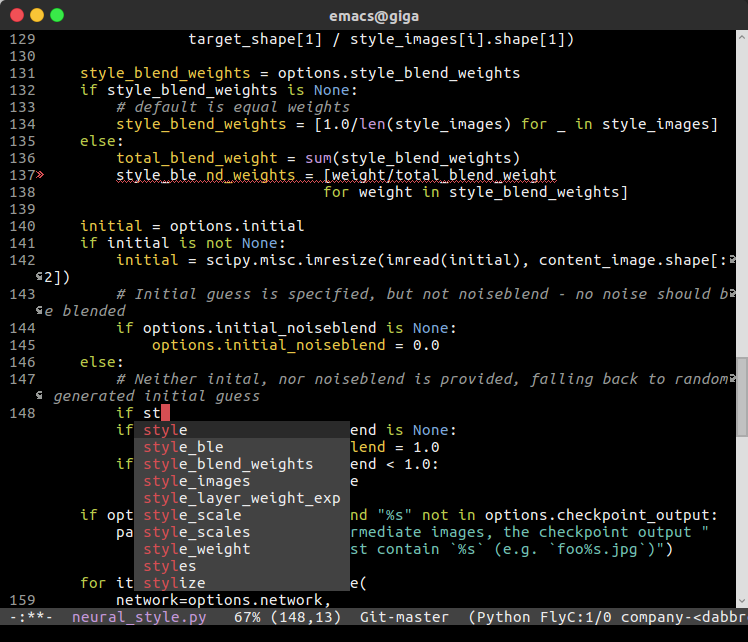 emacs@giga
129 target_shape[1] / style_images[i].shape[1])
130
131 style_blend_weights = options.style_blend_weights
132 if style_blend_weights is None:
133 # default is equal weights
134 style_blend_weights = [1.0/len(style_images) for _ in style_images]
135 else:
136 total_blend_weight = sum(style_blend_weights)
137» style_ble nd_weights = [weight/total_blend_weight
138 for weight in style_blend_weights]
139
140 initial = options.initial
141 if initial is not None:
142 initial = scipy.misc.imresize(imread(initial), content_image.shape[:
2])
143 # Initial guess is specified, but not noiseblend - no noise should b
e blended
144 if options.initial_noiseblend is None:
145 options.initial_noiseblend = 0.0
146 else:
147 # Neither inital, nor noiseblend is provided, falling back to random
generated initial guess
148 if st
if style end is None:
style_ble lend = 1.0
if style_blend_weights end < 1.0:
style_images e
style_layer_weight_exp
if opt style_scale nd "%s" not in options.checkpoint_output:
pa style_scales rmediate images, the checkpoint output "
style_weight st contain `%s` (e.g. `foo%s.jpg`)")
styles
for it stylize e(
159 network=options.network,
-:**- neural_style.py 67% (148,13) Git-master (Python FlyC:1/0 company-<dabbr